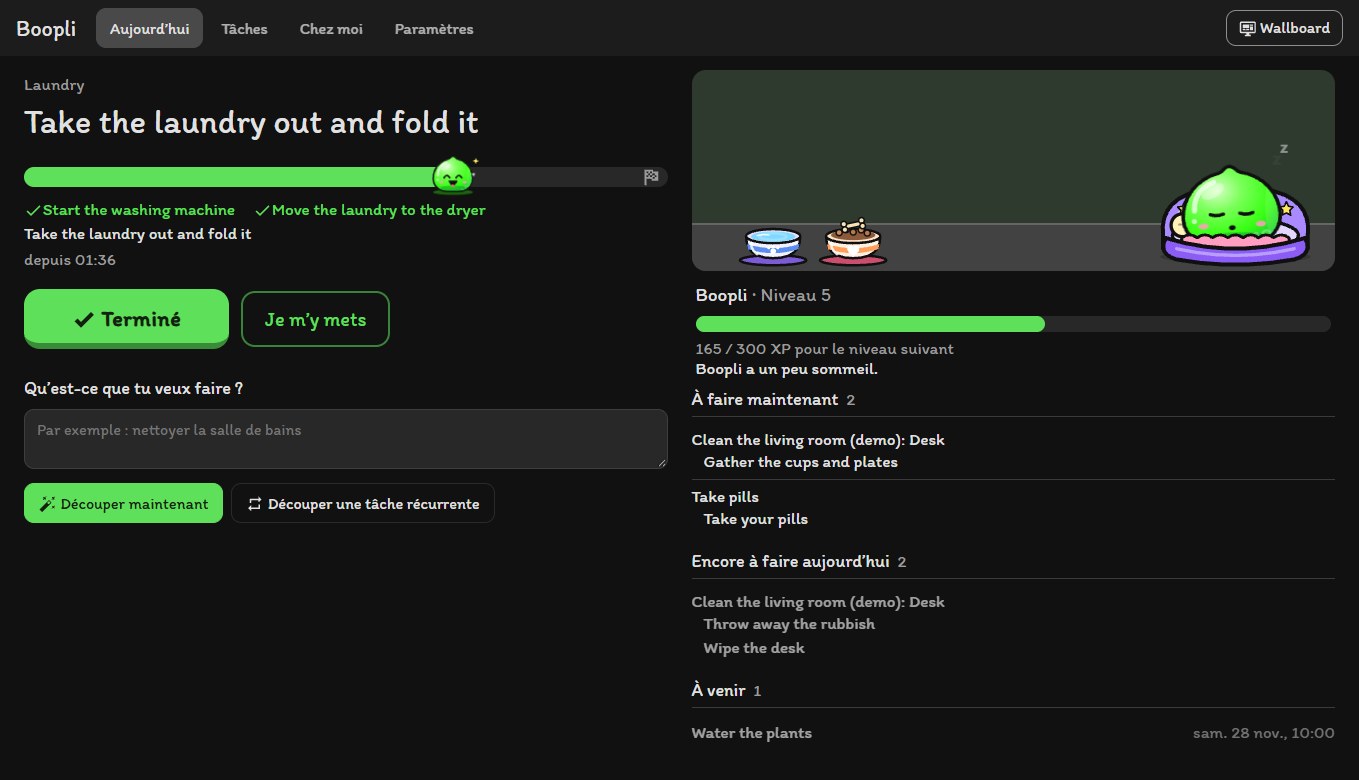 Boopli
Aujourd'hui
Tâches
Chez moi
Paramètres
Wallboard
Laundry
Take the laundry out and fold it
Start the washing machine
Move the laundry to the dryer
Take the laundry out and fold it
depuis 01:36
Terminé
Je m'y mets
Qu'est-ce que tu veux faire ?
Par exemple : nettoyer la salle de bains
Découper maintenant
Découper une tâche récurrente
z
z
Boopli · Niveau 5
165 / 300 XP pour le niveau suivant
Boopli a un peu sommeil.
À faire maintenant 2
Clean the living room (demo): Desk
Gather the cups and plates
Take pills
Take your pills
Encore à faire aujourd'hui 2
Clean the living room (demo): Desk
Throw away the rubbish
Wipe the desk
À venir 1
Water the plants
sam. 28 nov., 10:00